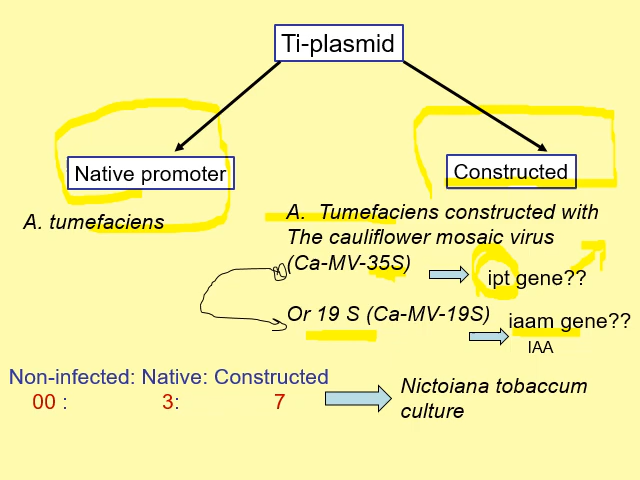 Ti-plasmid
Native promoter
Constructed
A. tumefaciens
A. Tumefaciens constructed with
The cauliflower mosaic virus
(Ca-MV-35S)
ipt gene??
Or 19 S (Ca-MV-19S)
iaam gene??
IAA
Non-infected: Native: Constructed
00 : 3: 7
Nictoiana tobaccum
culture